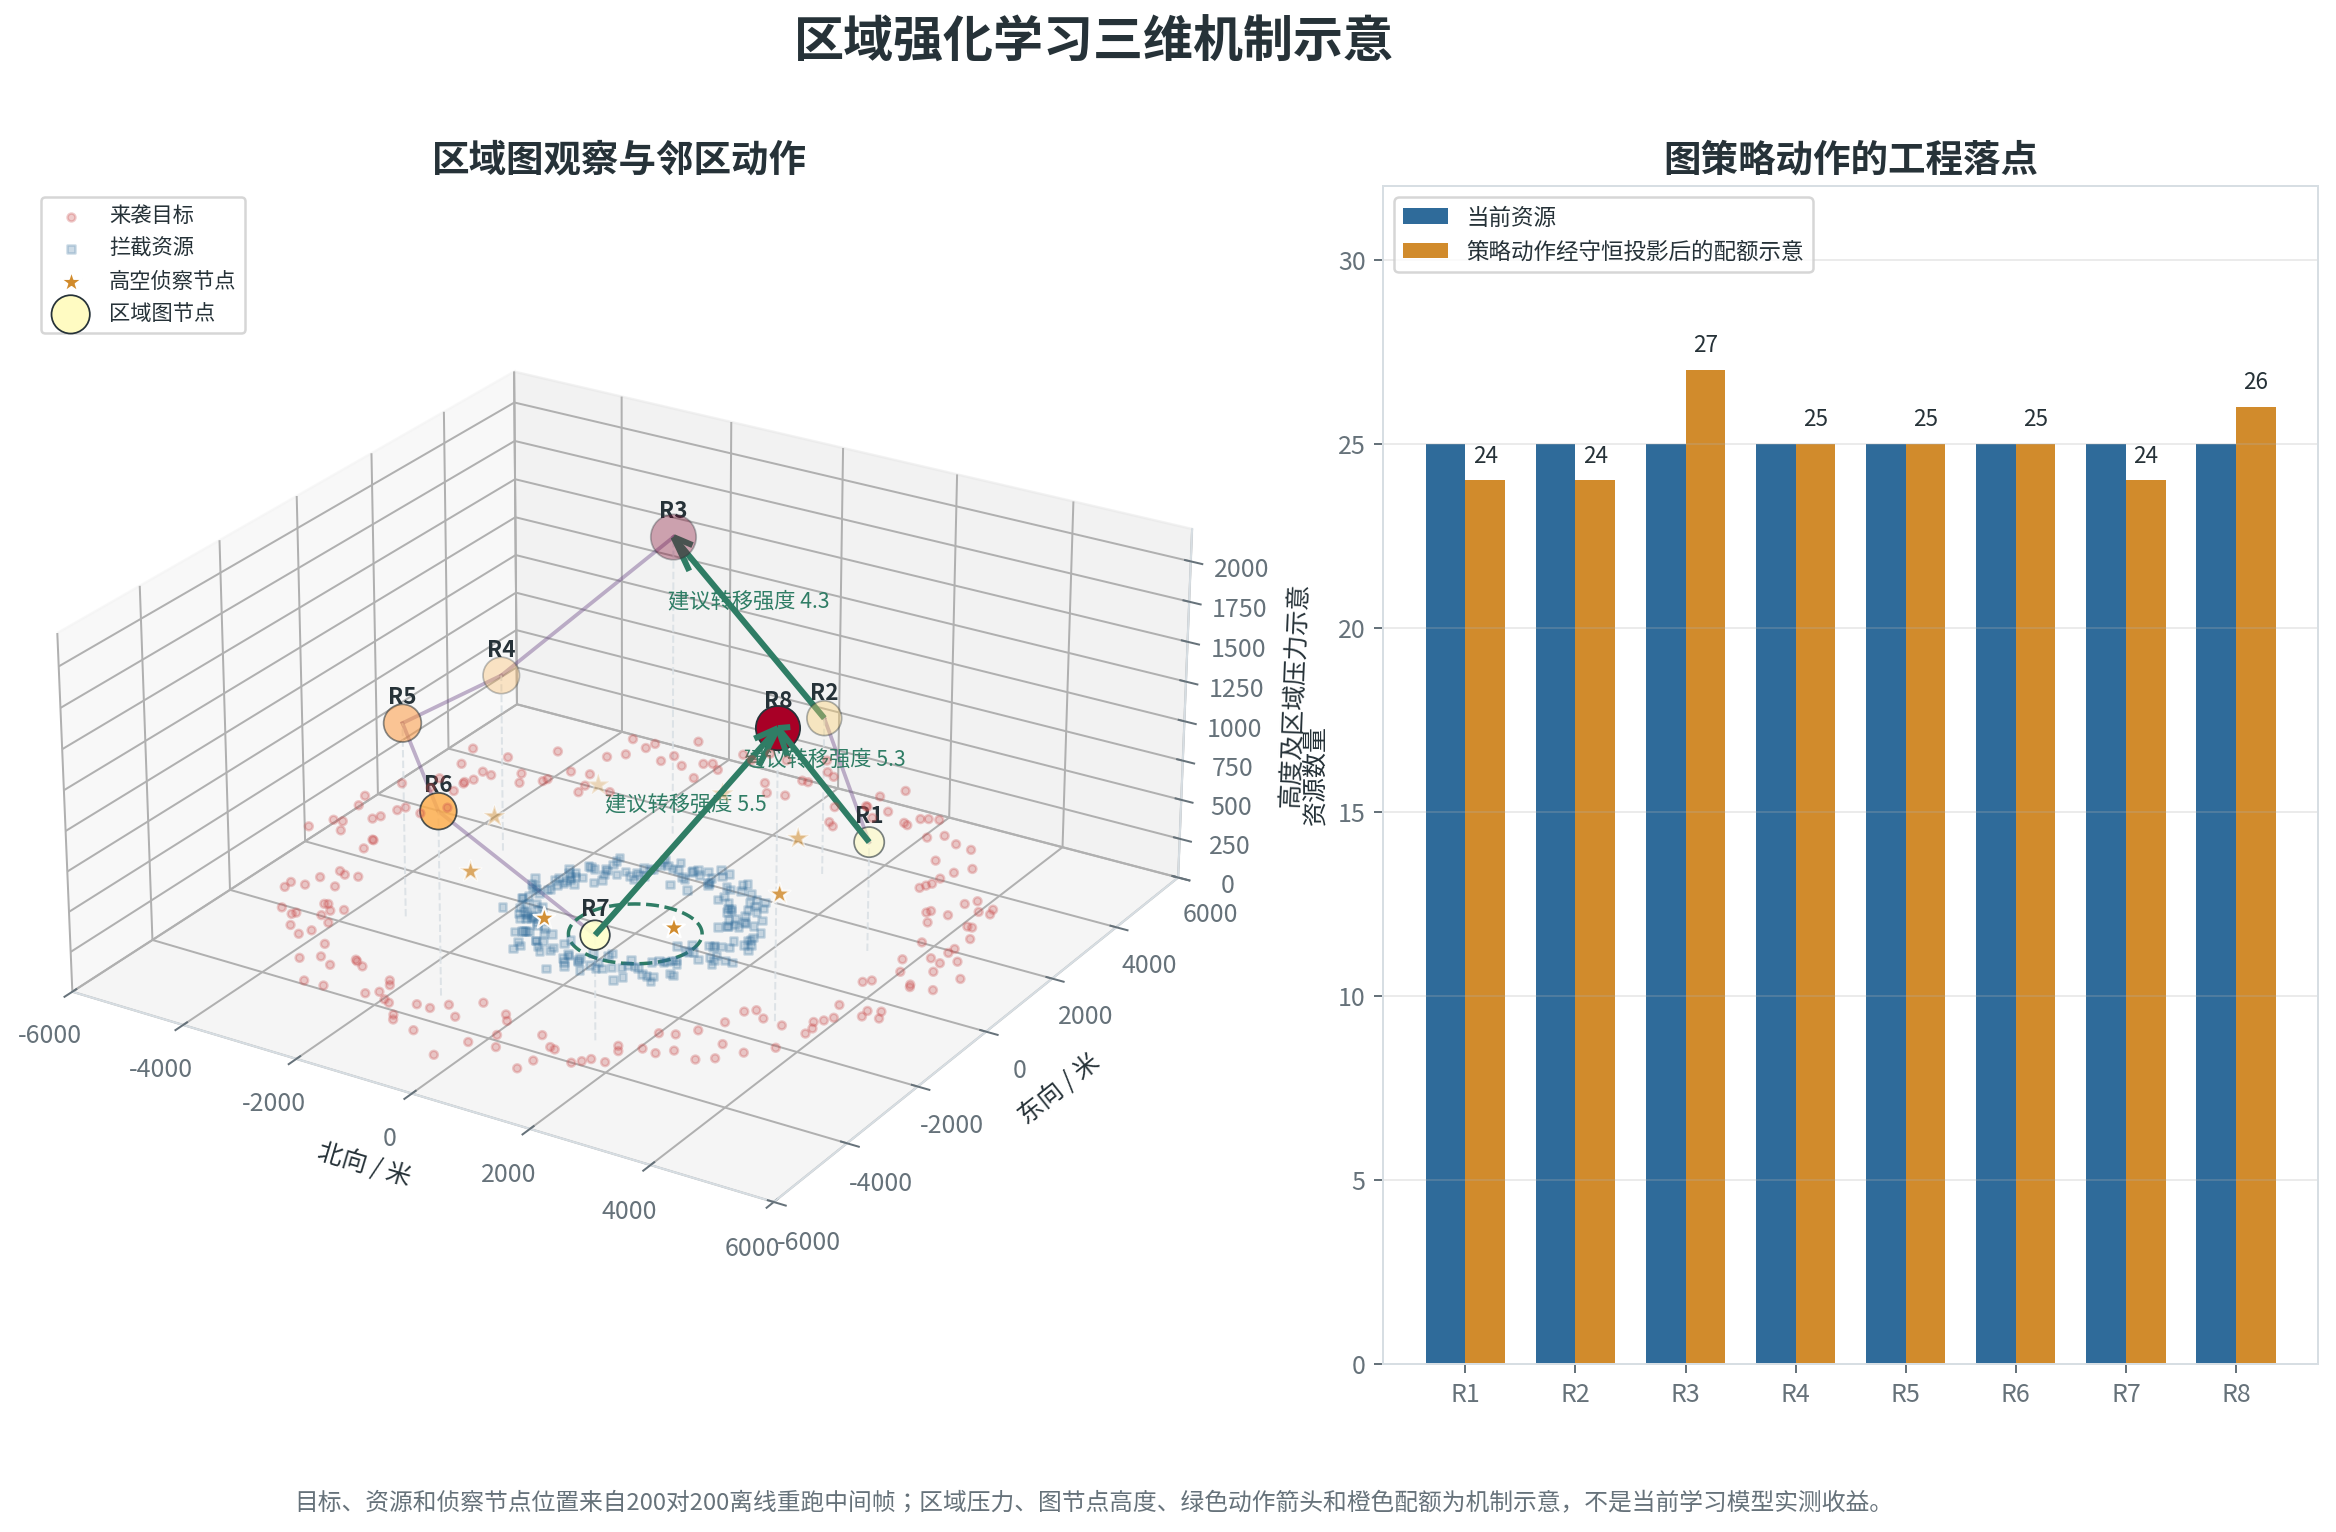 区域强化学习三维机制示意
区域图观察与邻区动作
来袭目标
拦截资源
高空侦察节点
区域图节点
R3
建议转移强度 4.3
R4
R5
R8
R2
建议转移强度 5.3
R6
建议转移强度 5.5
R1
R7
2000
1750
1500
1250
1000
750
500
250
0
高度及区域压力示意
-6000
-4000
-2000
0
2000
4000
6000
北向 / 米
-6000
-4000
-2000
0
2000
4000
6000
东向 / 米
图策略动作的工程落点
当前资源
策略动作经守恒投影后的配额示意
资源数量
30
25
20
15
10
5
0
24
24
27
25
25
25
24
26
R1
R2
R3
R4
R5
R6
R7
R8
目标、资源和侦察节点位置来自200对200离线重跑中间帧；区域压力、图节点高度、绿色动作箭头和橙色配额为机制示意，不是当前学习模型实测收益。